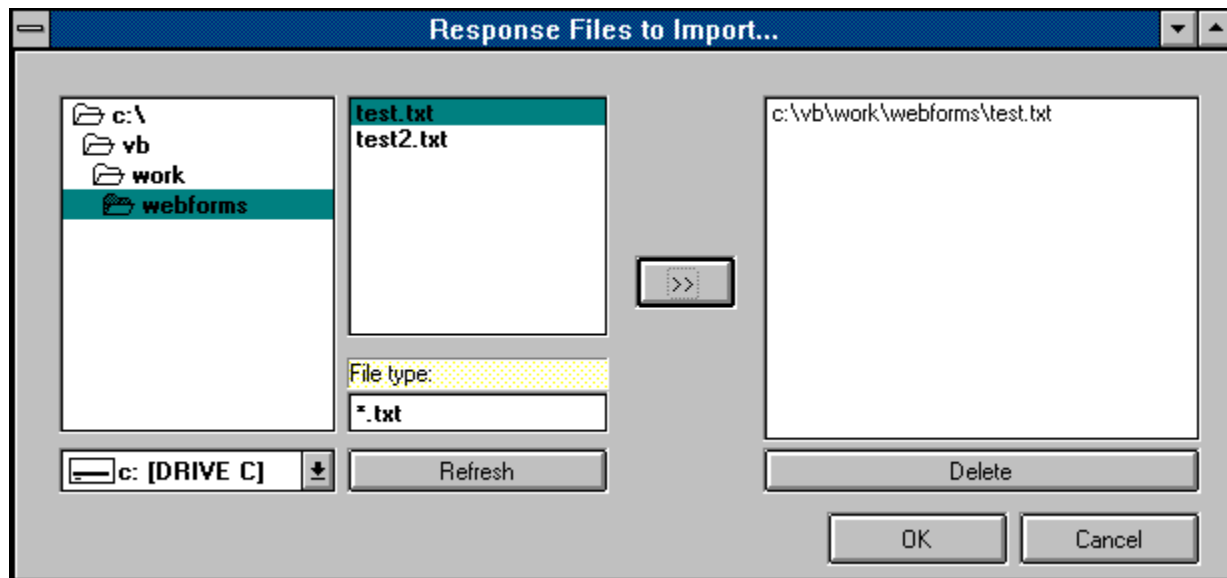 Response Files to Import...
c:\
vb
work
webforms
c: [DRIVE C]
test.txt
test2.txt
File type:
*.txt
Refresh
>>
c:\vb\work\webforms\test.txt
Delete
OK
Cancel